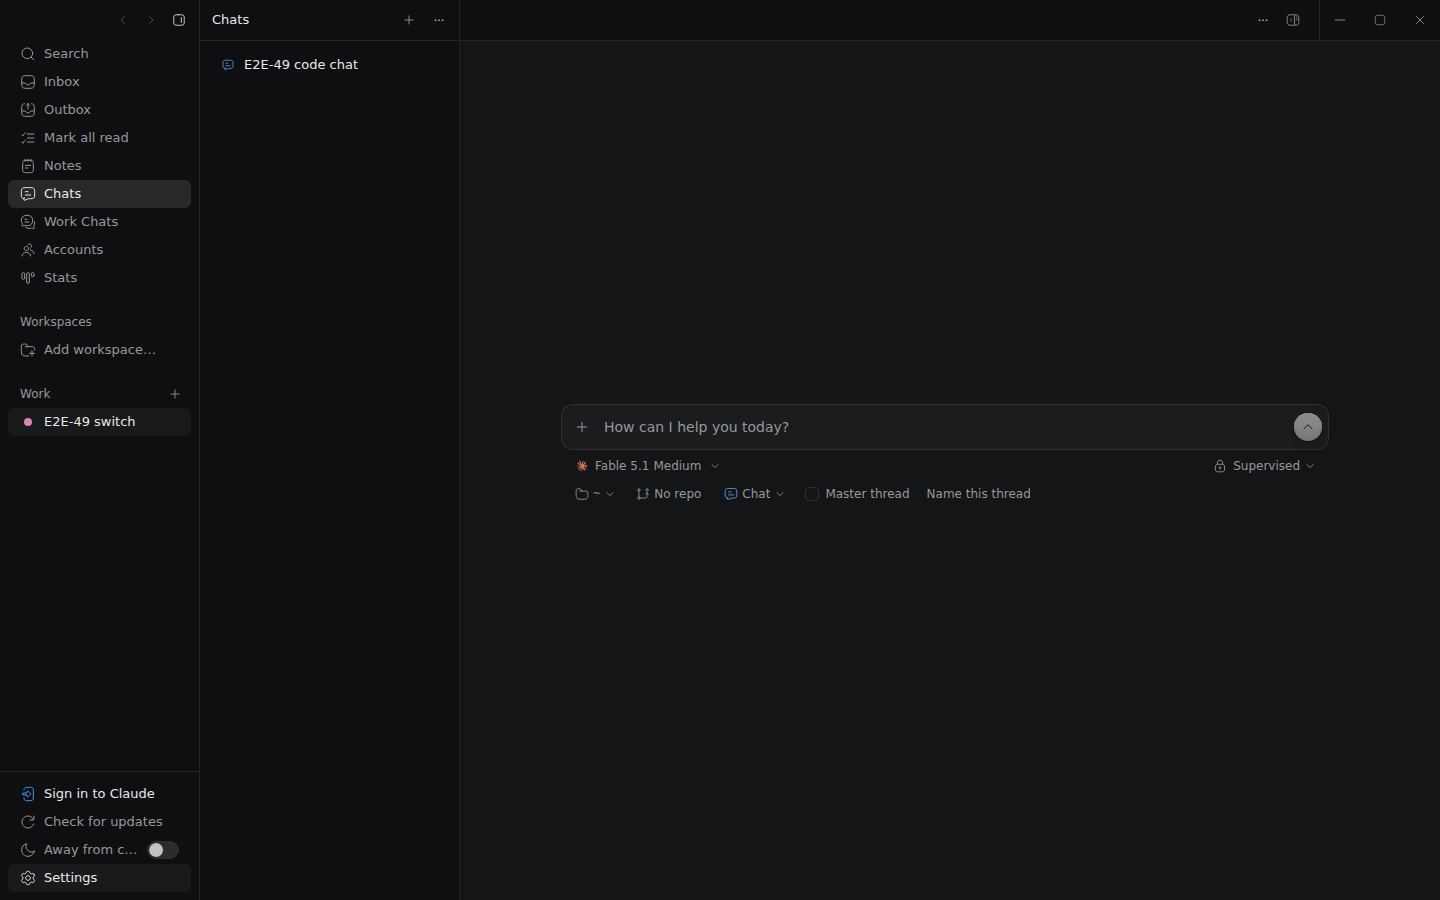 Chats
Search
Inbox
Outbox
Mark all read
Notes
Chats
Work Chats
Accounts
Stats
Workspaces
Add workspace…
Work
E2E-49 switch
Sign in to Claude
Check for updates
Away from c…
Settings
E2E-49 code chat
How can I help you today?
Fable 5.1 Medium
Supervised
~
No repo
Chat
Master thread
Name this thread